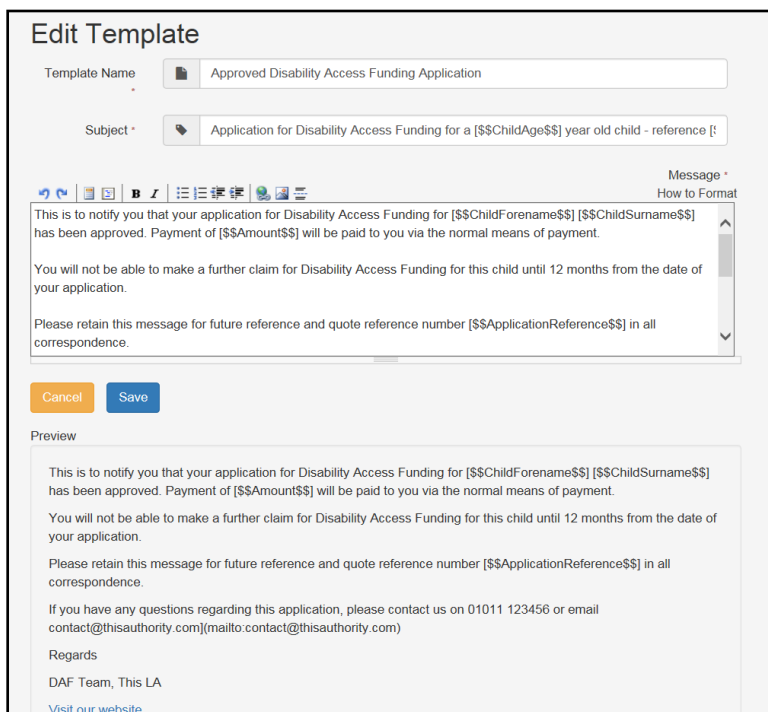 Edit Template
Template Name
*
Approved Disability Access Funding Application
Subject *
Application for Disability Access Funding for a [$$ChildAge$$] year old child - reference [$
Message *
How to Format
B I
This is to notify you that your application for Disability Access Funding for [$$ChildForename$$] [$$ChildSurname$$]
has been approved. Payment of [$$Amount$$] will be paid to you via the normal means of payment.
You will not be able to make a further claim for Disability Access Funding for this child until 12 months from the date of
your application.
Please retain this message for future reference and quote reference number [$$ApplicationReference$$] in all
correspondence.
Cancel
Save
Preview
This is to notify you that your application for Disability Access Funding for [$$ChildForename$$] [$$ChildSurname$$]
has been approved. Payment of [$$Amount$$] will be paid to you via the normal means of payment.
You will not be able to make a further claim for Disability Access Funding for this child until 12 months from the date of
your application.
Please retain this message for future reference and quote reference number [$$ApplicationReference$$] in all
correspondence.
If you have any questions regarding this application, please contact us on 01011 123456 or email
contact@thisauthority.com](mailto:contact@thisauthority.com)
Regards
DAF Team, This LA
Visit our website